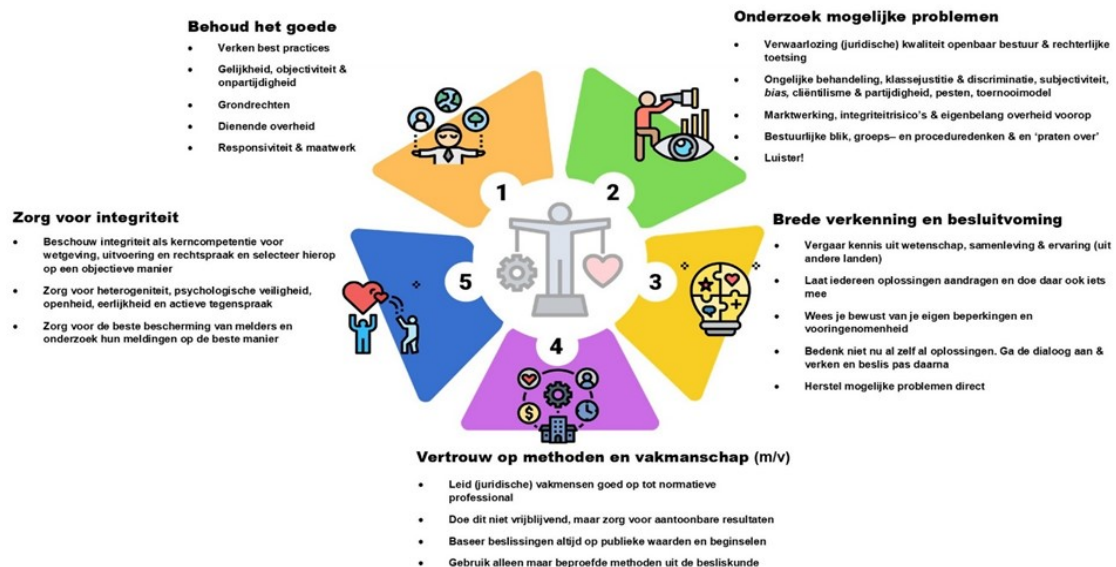 Behoud het goede
• Verken best practices
• Gelijkheid, objectiviteit &
onpartijdigheid
• Grondrechten
• Dienende overheid
• Responsiviteit & maatwerk
1
Onderzoek mogelijke problemen
• Verwaarlozing (juridische) kwaliteit openbaar bestuur & rechterlijke
toetsing
• Ongelijke behandeling, klassejustitie & discriminatie, subjectiviteit,
bias, cliëntilisme & partijdigheid, pesten, toernooimodel
• Marktwerking, integriteitrisico's & eigenbelang overheid voorop
• Bestuurlijke blik, groeps– en proceduredenken & en 'praten over'
• Luister!
2
Brede verkenning en besluitvoming
• Vergaar kennis uit wetenschap, samenleving & ervaring (uit
andere landen)
• Laat iedereen oplossingen aandragen en doe daar ook iets
mee
• Wees je bewust van je eigen beperkingen en
vooringenomenheid
• Bedenk niet nu al zelf al oplossingen. Ga de dialoog aan &
verken en beslis pas daarna
• Herstel mogelijke problemen direct
3
4
$
Vertrouw op methoden en vakmanschap (m/v)
• Leid (juridische) vakmensen goed op tot normatieve
professional
• Doe dit niet vrijblijvend, maar zorg voor aantoonbare resultaten
• Baseer beslissingen altijd op publieke waarden en beginselen
• Gebruik alleen maar beproefde methoden uit de besliskunde
Zorg voor integriteit
• Beschouw integriteit als kerncompetentie voor
wetgeving, uitvoering en rechtspraak en selecteer hierop
op een objectieve manier
• Zorg voor heterogeniteit, psychologische veiligheid,
openheid, eerlijkheid en actieve tegenspraak
• Zorg voor de beste bescherming van melders en
onderzoek hun meldingen op de beste manier
5